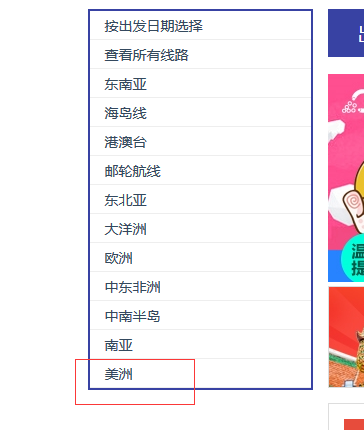 按出发日期选择
查看所有线路
东南亚
海岛线
港澳台
邮轮航线
东北亚
大洋洲
欧洲
中东非洲
中南半岛
南亚
美洲
温
提